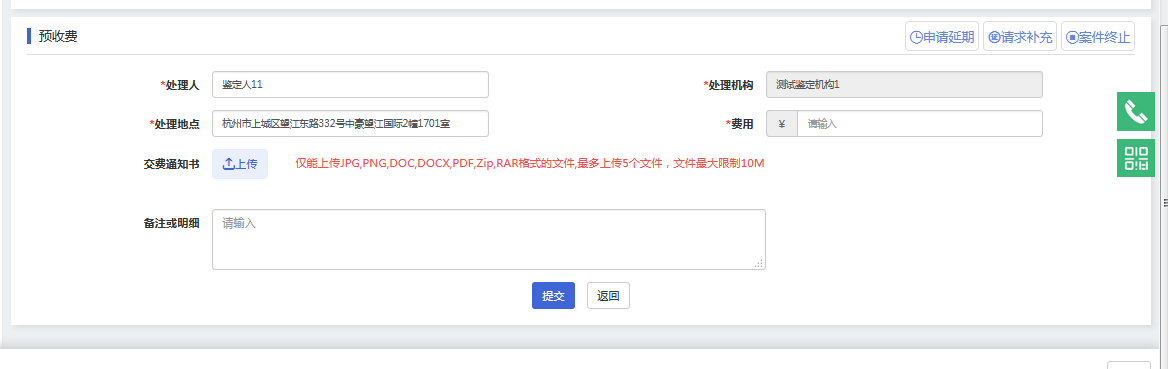 预收费
申请延期 请求补充 案件终止
*处理人 鉴定人11 *处理机构 测试鉴定机构1
*处理地点 杭州市上城区望江东路332号中豪望江国际2幢1701室 *费用 ¥ 请输入
交费通知书 上传 仅能上传JPG,PNG,DOC,DOCX,PDF,Zip,RAR格式的文件,最多上传5个文件，文件最大限制10M
备注或明细 请输入
提交 返回